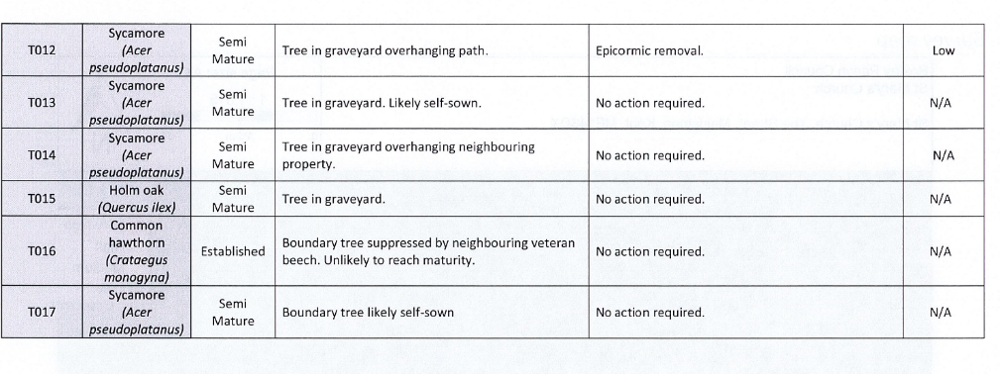 T012 Sycamore (Acer pseudoplatanus) Semi Mature Tree in graveyard overhanging path. Epicormic removal. Low
T013 Sycamore (Acer pseudoplatanus) Semi Mature Tree in graveyard. Likely self-sown. No action required. N/A
T014 Sycamore (Acer pseudoplatanus) Semi Mature Tree in graveyard overhanging neighbouring property. No action required. N/A
T015 Holm oak (Quercus ilex) Semi Mature Tree in graveyard. No action required. N/A
T016 Common hawthorn (Crataegus monogyna) Established Boundary tree suppressed by neighbouring veteran beech. Unlikely to reach maturity. No action required. N/A
T017 Sycamore (Acer pseudoplatanus) Semi Mature Boundary tree likely self-sown No action required. N/A